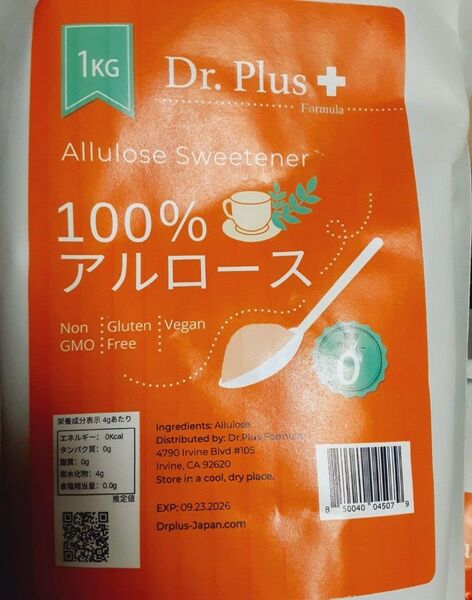 1KG
Dr. Plus
Formula
Allulose Sweetener
100%
アルロース
Non Gluten Vegan
GMO Free
0
栄養成分表示 4gあたり
エネルギー: 0Kcal
タンパク質: 0g
脂質: 0g
炭水化物: 4g
食塩相当量: 0.0g
推定値
Ingredients: Allulose
Distributed by: Dr.Plus Formula
4790 Irvine Blvd #105
Irvine, CA 92620
Store in a cool, dry place.
EXP: 09.23.2026
Drplus-Japan.com
8 50040 04507 9